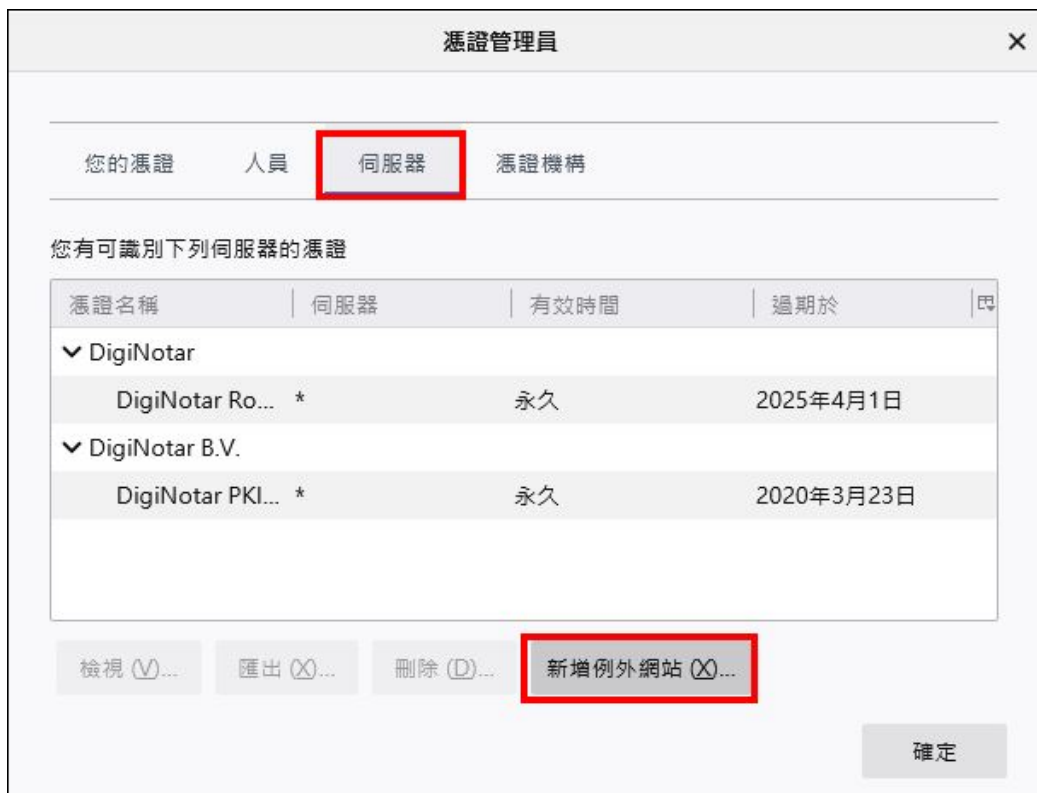 憑證管理員
您的憑證 人員 伺服器 憑證機構
您有可識別下列伺服器的憑證
憑證名稱 伺服器 有效時間 過期於
DigiNotar
DigiNotar Ro... * 永久 2025年4月1日
DigiNotar B.V.
DigiNotar PKI... * 永久 2020年3月23日
檢視 (V)... 匯出 (X)... 刪除 (D)... 新增例外網站 (X)...
確定